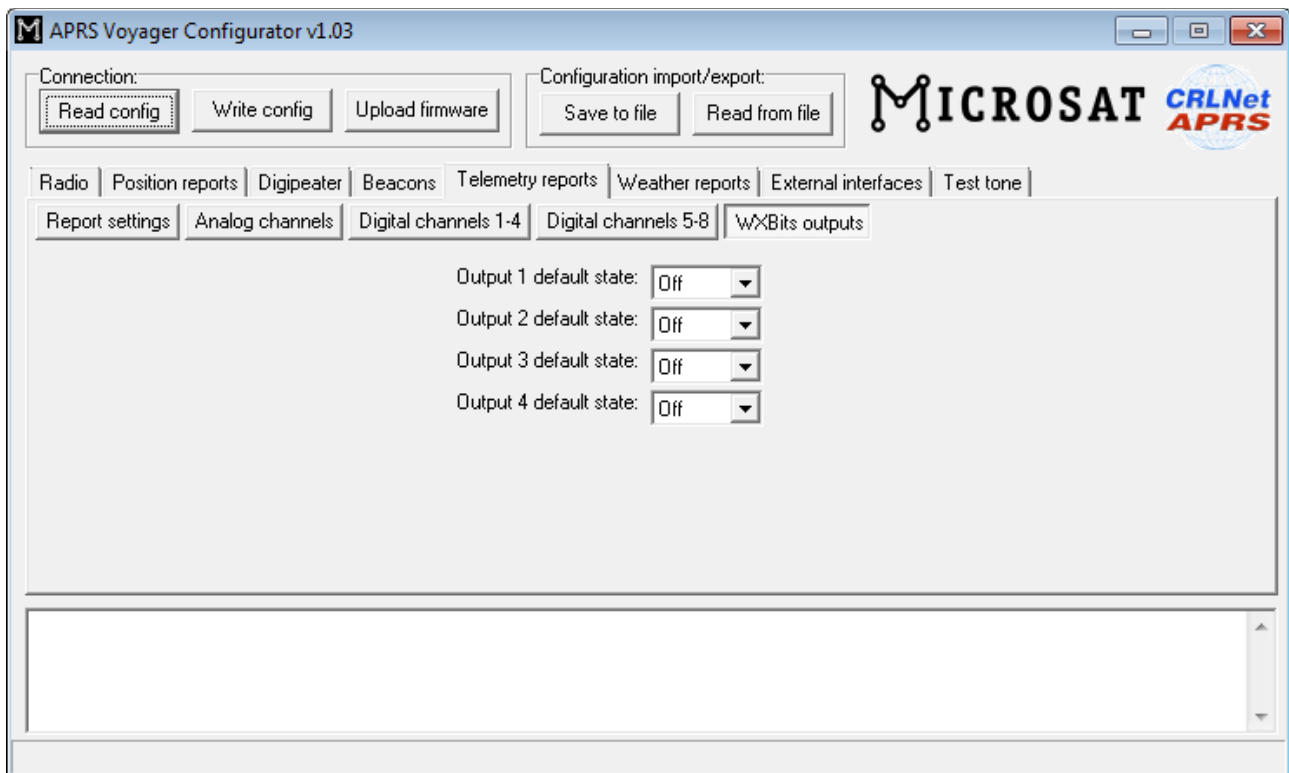 APRS Voyager Configurator v1.03
Connection:
Read config Write config Upload firmware
Configuration import/export:
Save to file Read from file
MICROSAT
CRLNet
APRS
Radio Position reports Digipeater Beacons Telemetry reports Weather reports External interfaces Test tone
Report settings Analog channels Digital channels 1-4 Digital channels 5-8 WXBits outputs
Output 1 default state: Off
Output 2 default state: Off
Output 3 default state: Off
Output 4 default state: Off